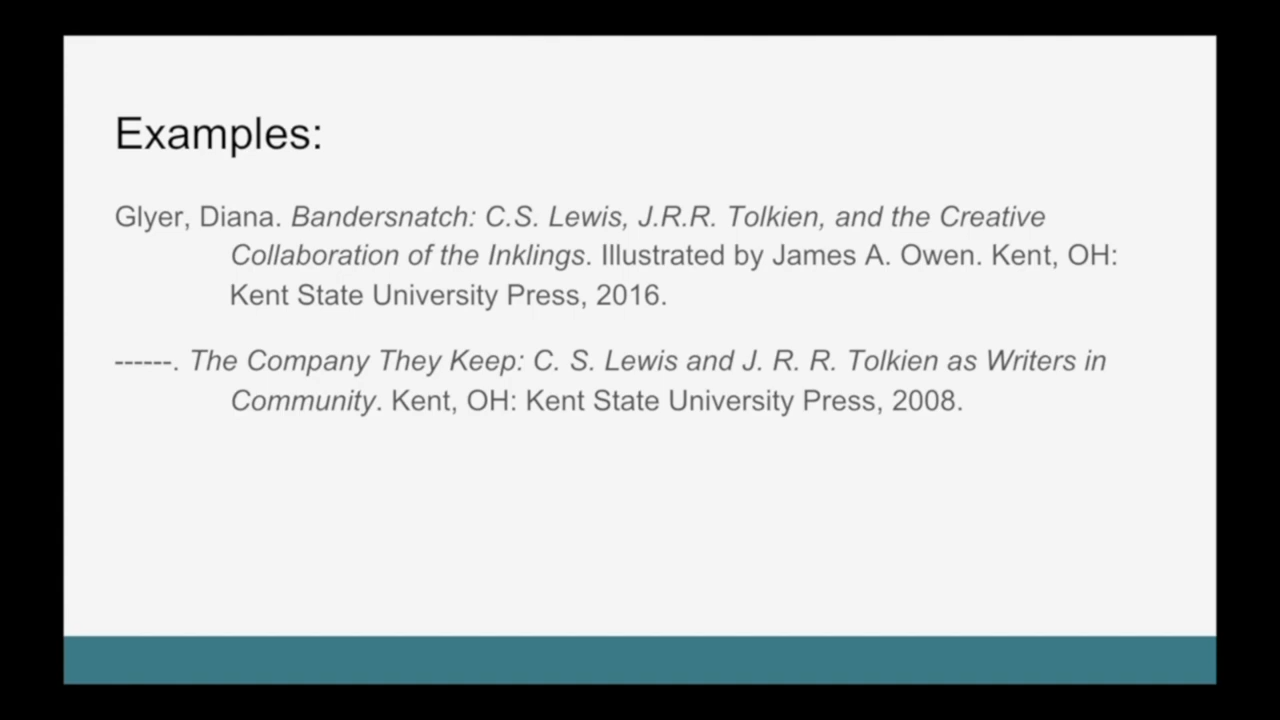 Examples:
Glyer, Diana. Bandersnatch: C.S. Lewis, J.R.R. Tolkien, and the Creative
Collaboration of the Inklings. Illustrated by James A. Owen. Kent, OH:
Kent State University Press, 2016.
------. The Company They Keep: C. S. Lewis and J. R. R. Tolkien as Writers in
Community. Kent, OH: Kent State University Press, 2008.